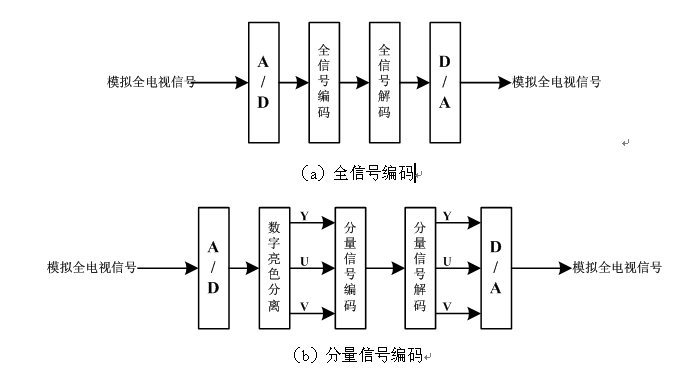 模拟全电视信号
A/D
全信号编码
全信号解码
D/A
模拟全电视信号
(a) 全信号编码
模拟全电视信号
A/D
数字亮色分离
Y
U
V
分量信号编码
分量信号解码
Y
U
V
D/A
模拟全电视信号
(b) 分量信号编码